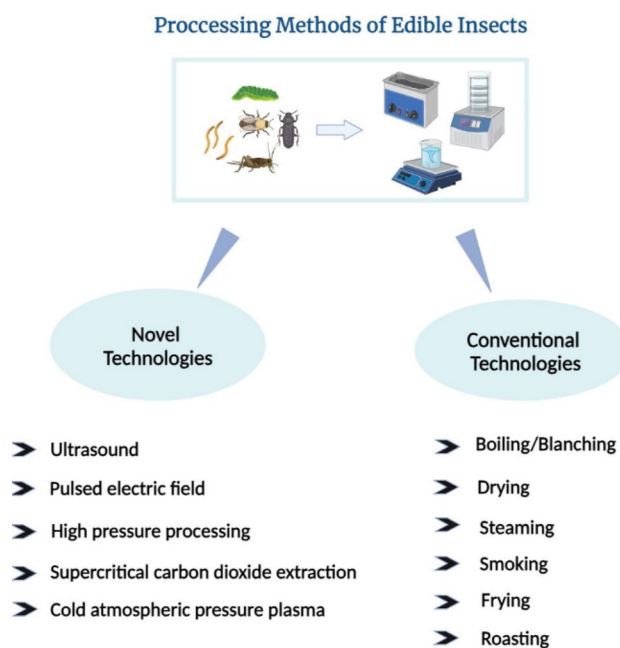 Proccessing Methods of Edible Insects
Novel
Technologies
Conventional
Technologies
Ultrasound
Pulsed electric field
High pressure processing
Supercritical carbon dioxide extraction
Cold atmospheric pressure plasma
Boiling/Blanching
Drying
Steaming
Smoking
Frying
Roasting